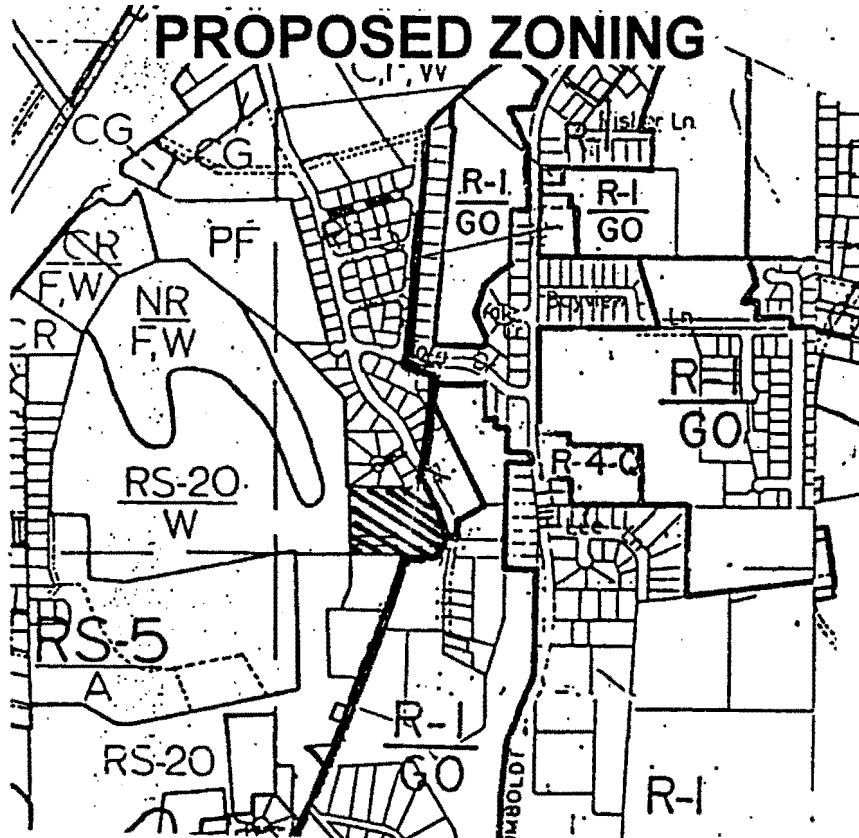 PROPOSED ZONING
C,F,W
CG
CG
R-1
GO
R-1
GO
CR
F,W
PF
NR
F,W
CR
Ln
R
GO
RS-20
W
R-4-Q
RS-5
A
R-1
GO
RS-20
R-1